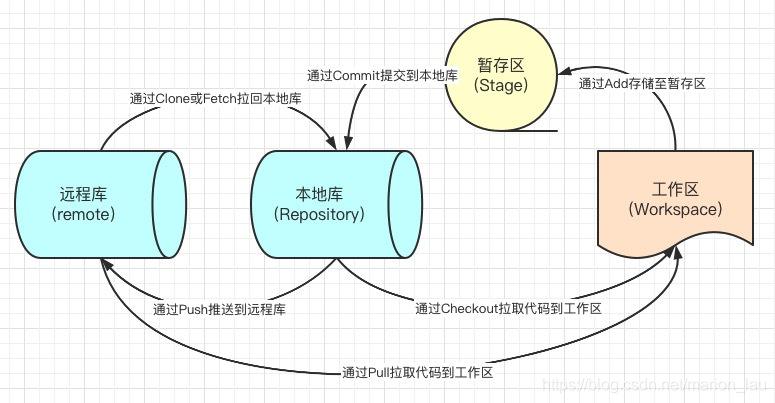 暂存区
(Stage)
通过Commit提交到本地库
通过Add存储至暂存区
通过Clone或Fetch拉回本地库
远程库
(remote)
本地库
(Repository)
工作区
(Workspace)
通过Push推送到远程库
通过Checkout拉取代码到工作区
通过Pull拉取代码到工作区
https://blog.csdn.net/marion_lau